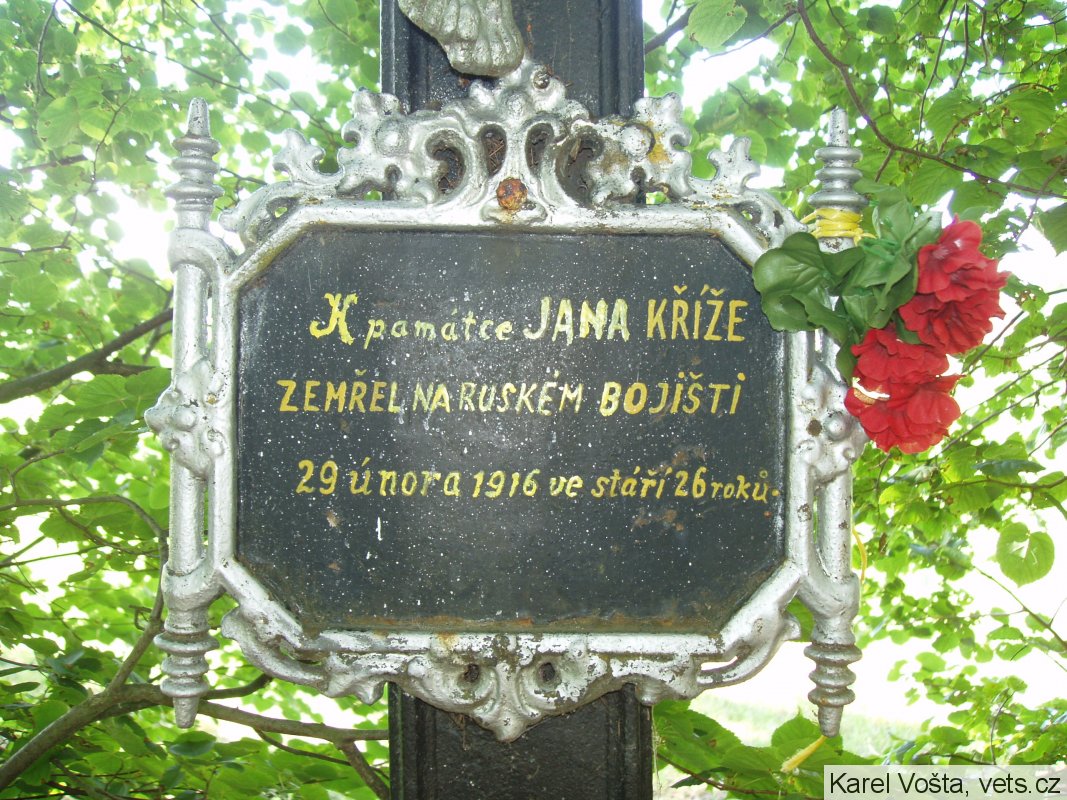 K památce JANA KŘÍŽE
ZEMŘEL NA RUSKÉM BOJIŠTI
29 února 1916 ve stáří 26 roků.
Karel Vošta, vets.cz